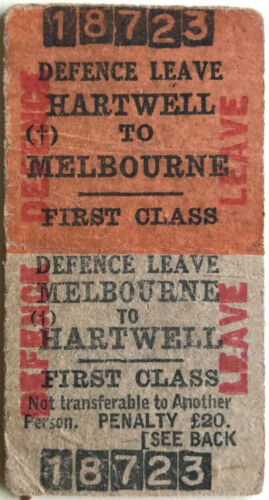 18723
DEFENCE LEAVE
HARTWELL
(†) TO
MELBOURNE
FIRST CLASS
DEFENCE LEAVE
DEFENCE LEAVE
MELBOURNE
(†) TO
HARTWELL
FIRST CLASS
Not transferable to Another
Person. PENALTY £20.
[SEE BACK
DEFENCE LEAVE
18723